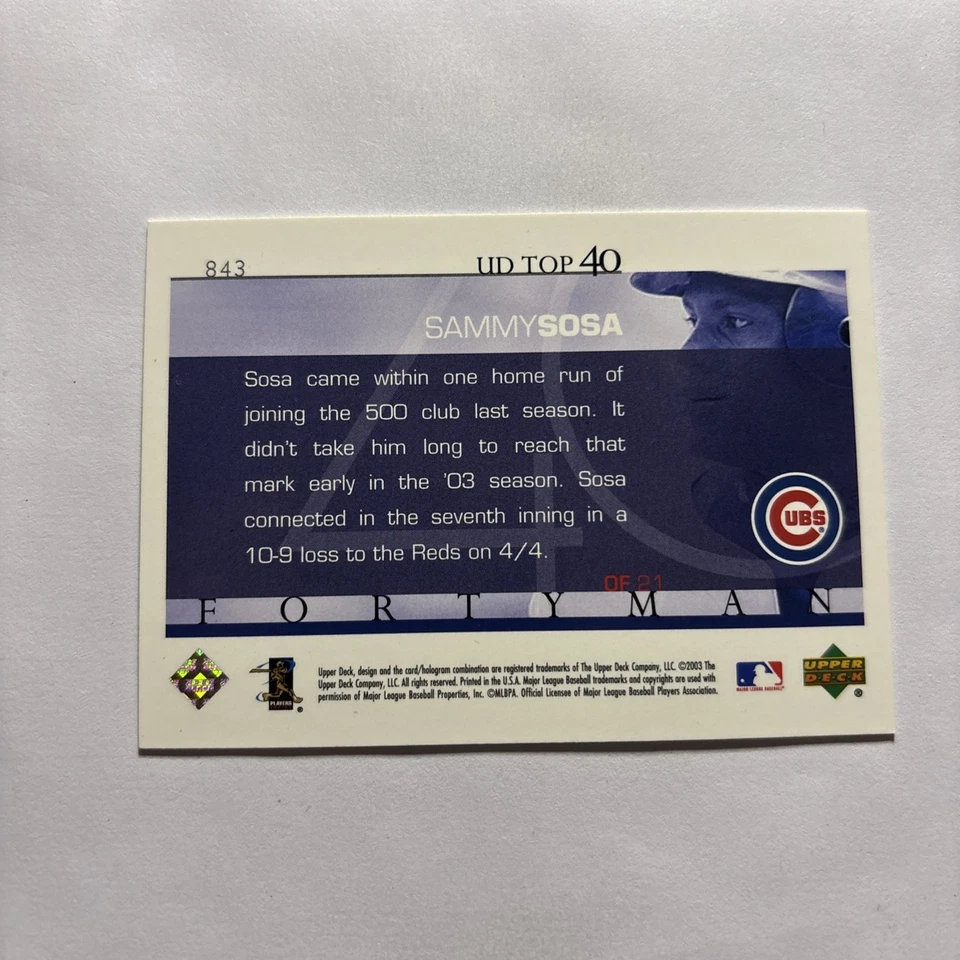 843
UD TOP 40
SAMMYSOSA
Sosa came within one home run of
joining the 500 club last season. It
didn't take him long to reach that
mark early in the '03 season. Sosa
connected in the seventh inning in a
10-9 loss to the Reds on 4/4.
CUBS®
OF 21
FORTYMAN
PLAYERS®
Upper Deck, design and the card/hologram combination are registered trademarks of The Upper Deck Company, LLC. ©2003 The
Upper Deck Company, LLC. All rights reserved. Printed in the U.S.A. Major League Baseball trademarks and copyrights are used with
permission of Major League Baseball Properties, Inc. ©MLBPA. Official Licensee of Major League Baseball Players Association.
MAJOR LEAGUE BASEBALL
UPPER
DECK®